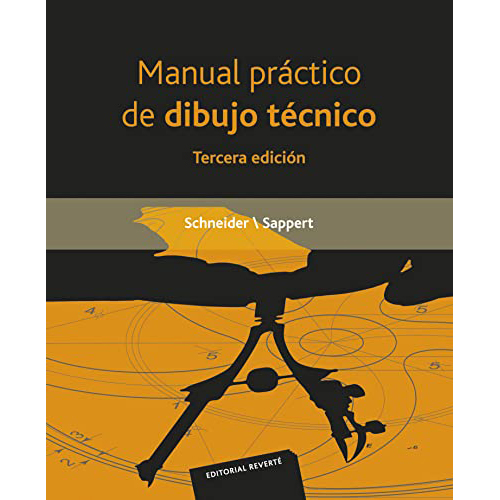 Manual práctico
de dibujo técnico
Tercera edición
Schneider \ Sappert
EDITORIAL REVERTÉ